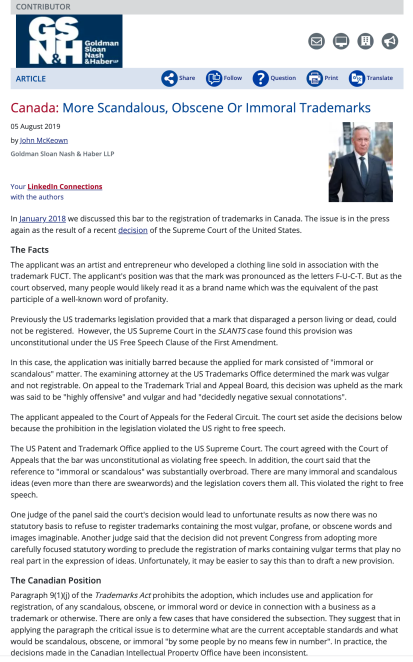 CONTRIBUTOR
GS
N&H
Goldman
Sloan
Nash
&Haber LLP
ARTICLE
Share
Follow
Question
Print
Translate
Canada: More Scandalous, Obscene Or Immoral Trademarks
05 August 2019
by John McKeown
Goldman Sloan Nash & Haber LLP
Your LinkedIn Connections
with the authors
In January 2018 we discussed this bar to the registration of trademarks in Canada. The issue is in the press
again as the result of a recent decision of the Supreme Court of the United States.
The Facts
The applicant was an artist and entrepreneur who developed a clothing line sold in association with the
trademark FUCT. The applicant's position was that the mark was pronounced as the letters F-U-C-T. But as the
court observed, many people would likely read it as a brand name which was the equivalent of the past
participle of a well-known word of profanity.
Previously the US trademarks legislation provided that a mark that disparaged a person living or dead, could
not be registered. However, the US Supreme Court in the SLANTS case found this provision was
unconstitutional under the US Free Speech Clause of the First Amendment.
In this case, the application was initially barred because the applied for mark consisted of "immoral or
scandalous" matter. The examining attorney at the US Trademarks Office determined the mark was vulgar
and not registrable. On appeal to the Trademark Trial and Appeal Board, this decision was upheld as the mark
was said to be "highly offensive" and vulgar and had "decidedly negative sexual connotations".
The applicant appealed to the Court of Appeals for the Federal Circuit. The court set aside the decisions below
because the prohibition in the legislation violated the US right to free speech.
The US Patent and Trademark Office applied to the US Supreme Court. The court agreed with the Court of
Appeals that the bar was unconstitutional as violating free speech. In addition, the court said that the
reference to "immoral or scandalous" was substantially overbroad. There are many immoral and scandalous
ideas (even more than there are swearwords) and the legislation covers them all. This violated the right to free
speech.
One judge of the panel said the court's decision would lead to unfortunate results as now there was no
statutory basis to refuse to register trademarks containing the most vulgar, profane, or obscene words and
images imaginable. Another judge said that the decision did not prevent Congress from adopting more
carefully focused statutory wording to preclude the registration of marks containing vulgar terms that play no
real part in the expression of ideas. Unfortunately, it may be easier to say this than to draft a new provision.
The Canadian Position
Paragraph 9(1)(j) of the Trademarks Act prohibits the adoption, which includes use and application for
registration, of any scandalous, obscene, or immoral word or device in connection with a business as a
trademark or otherwise. There are only a few cases that have considered the subsection. They suggest that in
applying the paragraph the critical issue is to determine what are the current acceptable standards and what
would be scandalous, obscene, or immoral "by some people by no means few in number". In practice, the
decisions made in the Canadian Intellectual Property Office have been inconsistent.